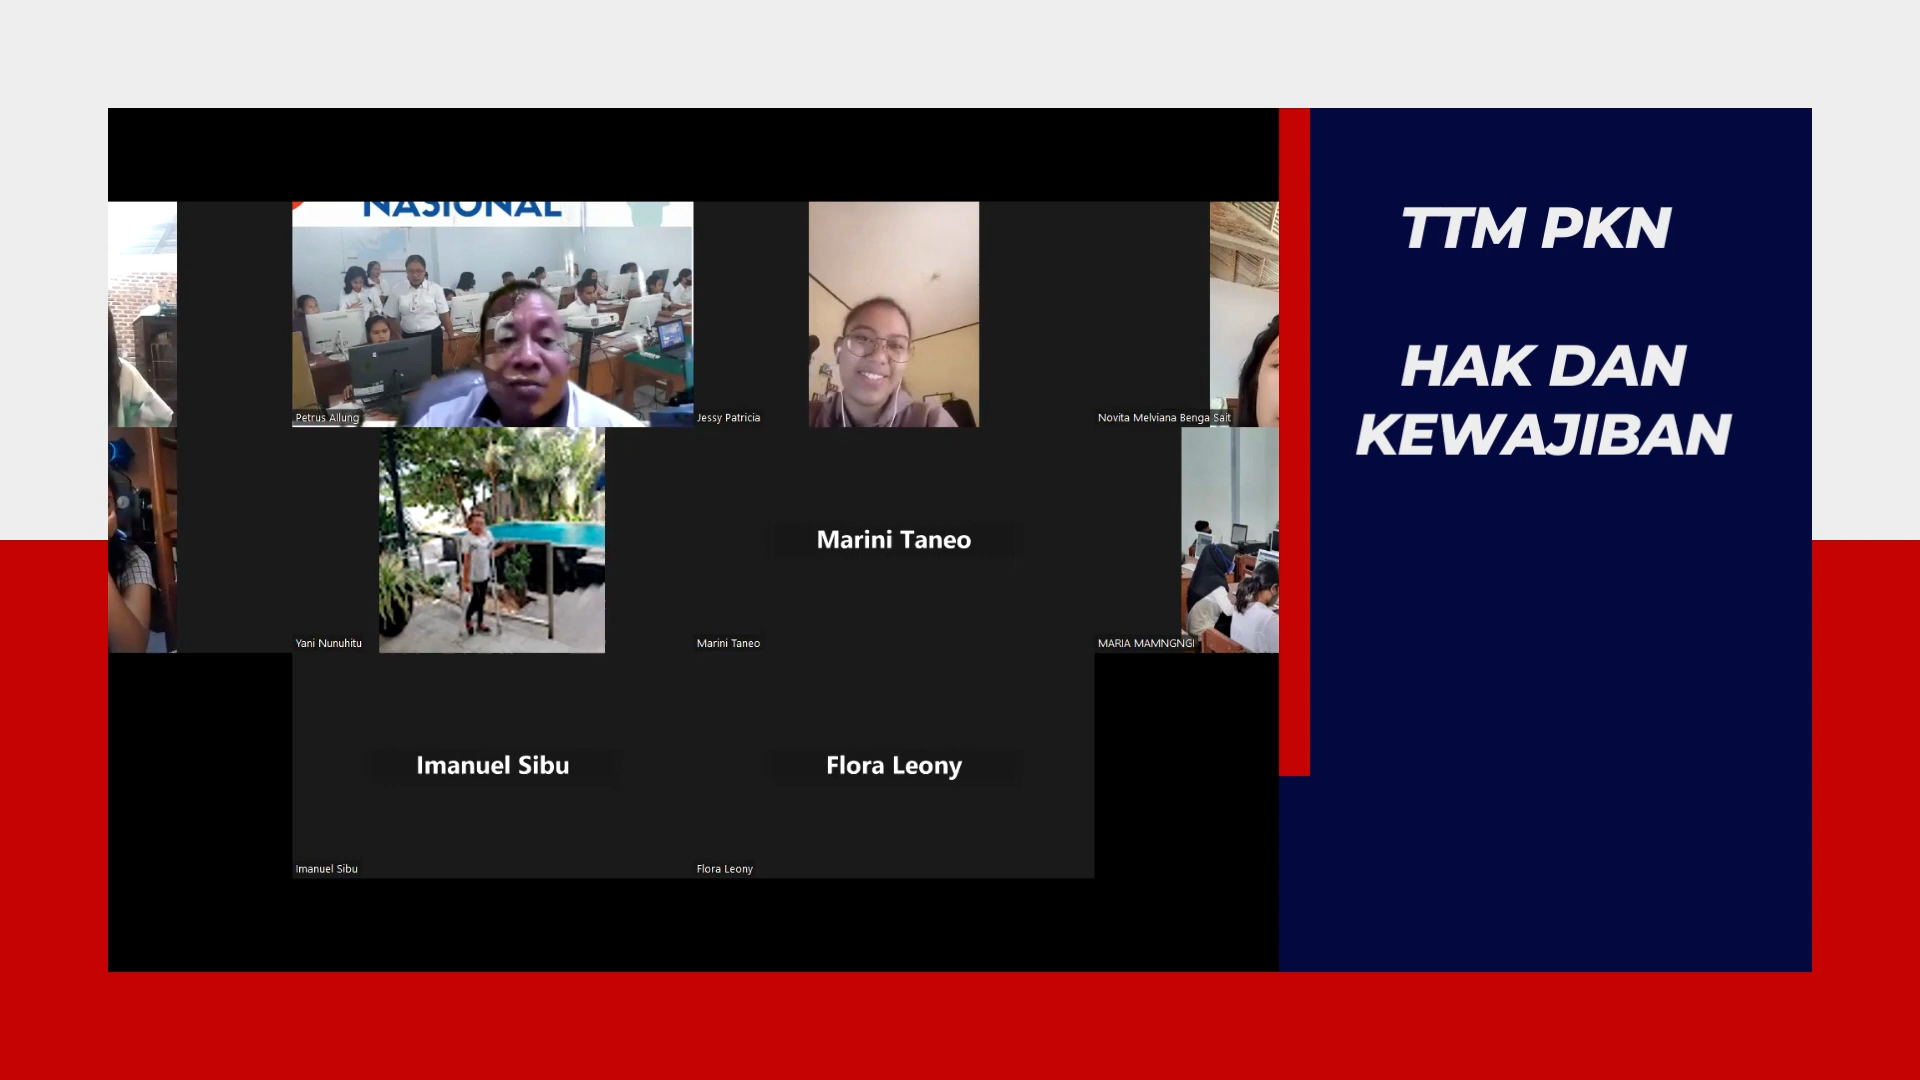 NASIONAL
Petrus Allung
Jessy Patricia
Novita Melviana Benga Sait
Marini Taneo
Yani Nunuhitu
Marini Taneo
MARIA MAMNGNGI
Imanuel Sibu
Flora Leony
Imanuel Sibu
Flora Leony
TTM PKN
HAK DAN
KEWAJIBAN